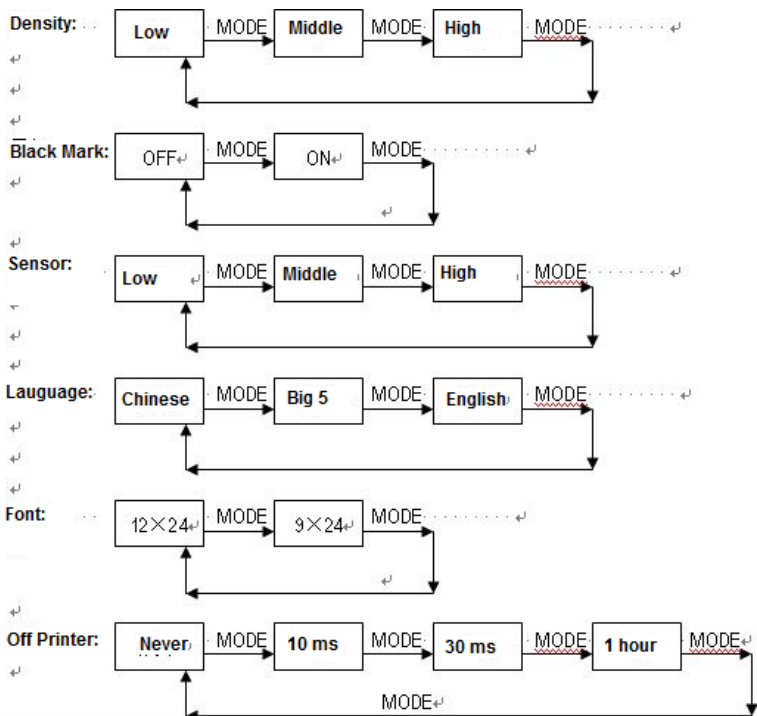 Density: Low MODE Middle MODE High MODE
Black Mark: OFF MODE ON MODE
Sensor: Low MODE Middle MODE High MODE
Lauguage: Chinese MODE Big 5 MODE English MODE
Font: 12×24 MODE 9×24 MODE
Off Printer: Never MODE 10 ms MODE 30 ms MODE 1 hour MODE
MODE